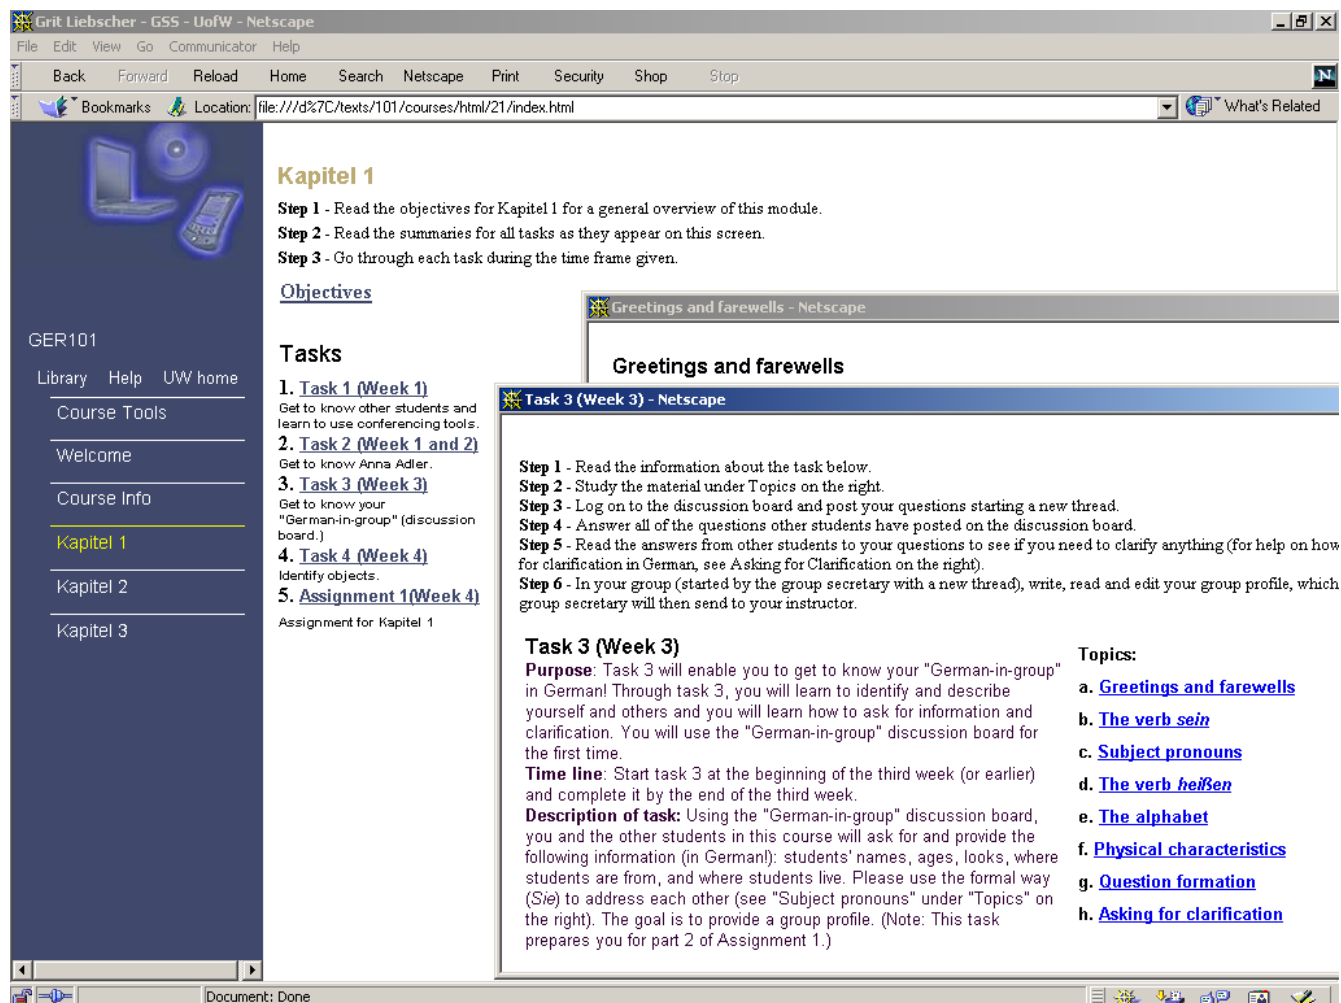 Grit Liebscher - GSS - UofW - Netscape
File Edit View Go Communicator Help
Back Forward Reload Home Search Netscape Print Security Shop Stop
N
Bookmarks Location: file:///d%7C/texts/101/courses/html/21/index.html What's Related
GER101
Library Help UW home
Course Tools
Welcome
Course Info
Kapitel 1
Kapitel 2
Kapitel 3
Kapitel 1
Step 1 - Read the objectives for Kapitel 1 for a general overview of this module.
Step 2 - Read the summaries for all tasks as they appear on this screen.
Step 3 - Go through each task during the time frame given.
Objectives
Tasks
1. Task 1 (Week 1)
Get to know other students and
learn to use conferencing tools.
2. Task 2 (Week 1 and 2)
Get to know Anna Adler.
3. Task 3 (Week 3)
Get to know your
"German-in-group" (discussion
board.)
4. Task 4 (Week 4)
Identify objects.
5. Assignment 1(Week 4)
Assignment for Kapitel 1
Greetings and farewells - Netscape
Greetings and farewells
Task 3 (Week 3) - Netscape
Step 1 - Read the information about the task below.
Step 2 - Study the material under Topics on the right.
Step 3 - Log on to the discussion board and post your questions starting a new thread.
Step 4 - Answer all of the questions other students have posted on the discussion board.
Step 5 - Read the answers from other students to your questions to see if you need to clarify anything (for help on how
for clarification in German, see Asking for Clarification on the right).
Step 6 - In your group (started by the group secretary with a new thread), write, read and edit your group profile, which
group secretary will then send to your instructor.
Task 3 (Week 3)
Purpose: Task 3 will enable you to get to know your "German-in-group"
in German! Through task 3, you will learn to identify and describe
yourself and others and you will learn how to ask for information and
clarification. You will use the "German-in-group" discussion board for
the first time.
Time line: Start task 3 at the beginning of the third week (or earlier)
and complete it by the end of the third week.
Description of task: Using the "German-in-group" discussion board,
you and the other students in this course will ask for and provide the
following information (in German!): students' names, ages, looks, where
students are from, and where students live. Please use the formal way
(Sie) to address each other (see "Subject pronouns" under "Topics" on
the right). The goal is to provide a group profile. (Note: This task
prepares you for part 2 of Assignment 1.)
Topics:
a. Greetings and farewells
b. The verb sein
c. Subject pronouns
d. The verb heißen
e. The alphabet
f. Physical characteristics
g. Question formation
h. Asking for clarification
Document: Done